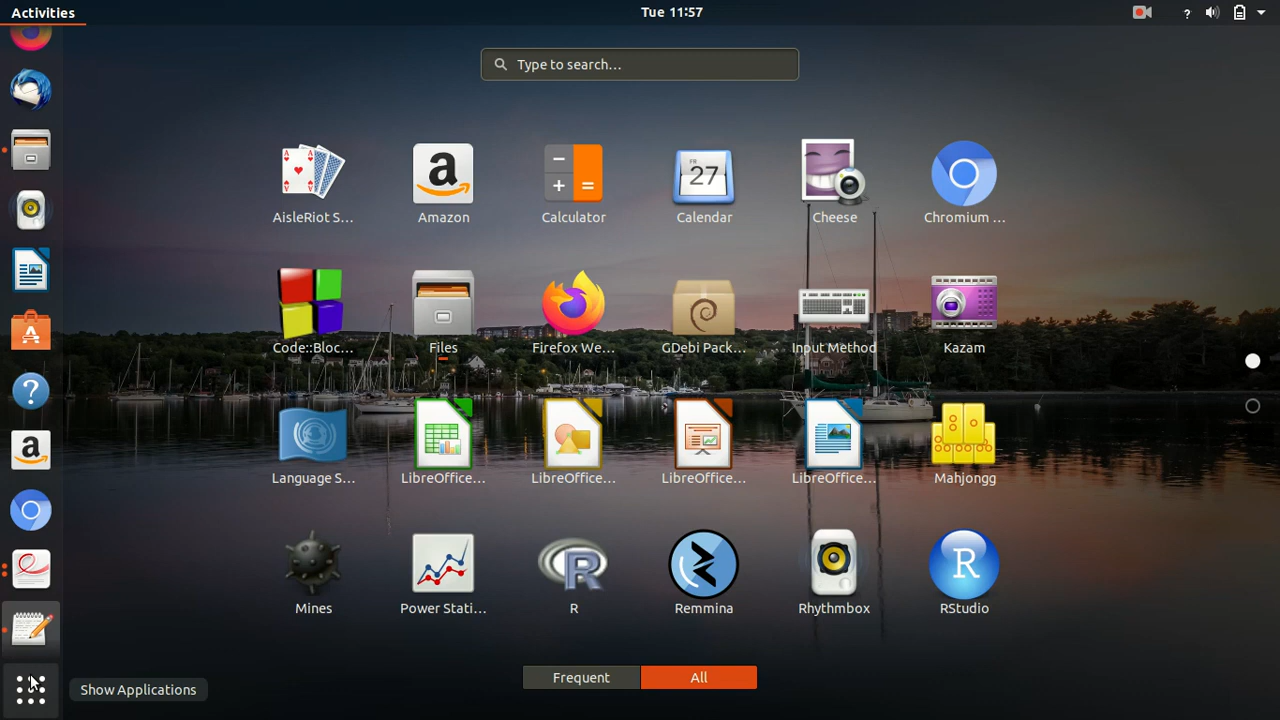 Activities
Tue 11:57
?
Type to search...
AisleRiot S...
Amazon
Calculator
Calendar
Cheese
Chromium ...
Code::Bloc...
Files
Firefox We...
GDebi Pack...
Input Method
Kazam
Language S...
LibreOffice...
LibreOffice...
LibreOffice...
LibreOffice...
Mahjongg
Mines
Power Stati...
R
Remmina
Rhythmbox
RStudio
Frequent
All
Show Applications